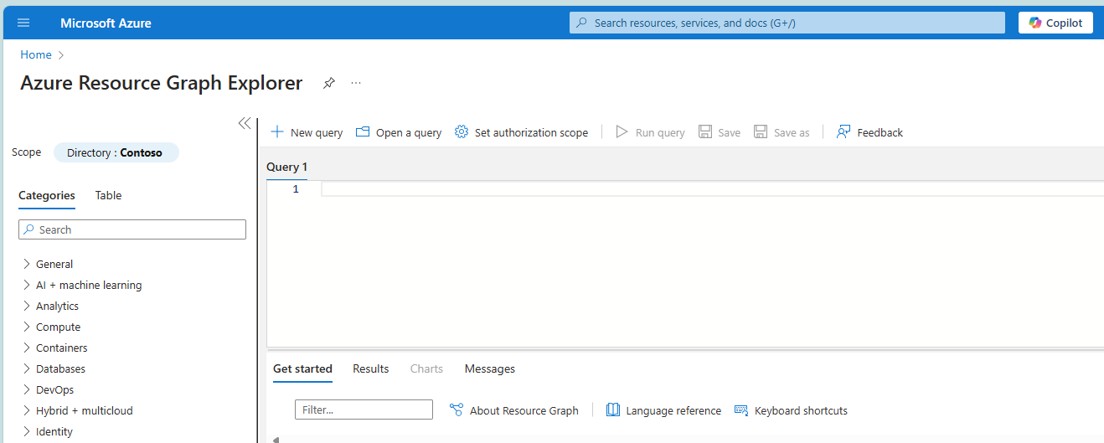 Microsoft Azure Search resources, services, and docs (G+/) Copilot
Home
Azure Resource Graph Explorer
New query Open a query Set authorization scope Run query Save Save as Feedback
Scope Directory : Contoso
Query 1
1
Categories Table
Search
General
AI + machine learning
Analytics
Compute
Containers
Databases
DevOps
Hybrid + multicloud
Identity
Get started Results Charts Messages
Filter... About Resource Graph Language reference Keyboard shortcuts